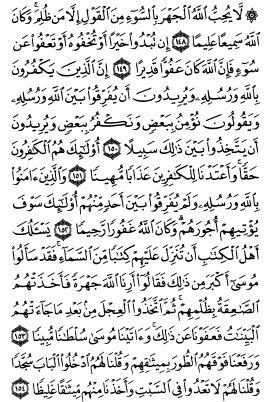 ۞ لَّا يُحِبُّ ٱللَّهُ ٱلۡجَهۡرَ بِٱلسُّوٓءِ مِنَ ٱلۡقَوۡلِ إِلَّا مَن ظُلِمَۚ وَكَانَ
ٱللَّهُ سَمِيعًا عَلِيمًا ١٤٨ إِن تُبۡدُواْ خَيۡرًا أَوۡ تُخۡفُوهُ أَوۡ تَعۡفُواْ عَن
سُوٓءٖ فَإِنَّ ٱللَّهَ كَانَ عَفُوّٗا قَدِيرًا ١٤٩ إِنَّ ٱلَّذِينَ يَكۡفُرُونَ
بِٱللَّهِ وَرُسُلِهِۦ وَيُرِيدُونَ أَن يُفَرِّقُواْ بَيۡنَ ٱللَّهِ وَرُسُلِهِۦ
وَيَقُولُونَ نُؤۡمِنُ بِبَعۡضٖ وَنَكۡفُرُ بِبَعۡضٖ وَيُرِيدُونَ
أَن يَتَّخِذُواْ بَيۡنَ ذَٰلِكَ سَبِيلًا ١٥٠ أُوْلَٰٓئِكَ هُمُ ٱلۡكَٰفِرُونَ
حَقّٗاۚ وَأَعۡتَدۡنَا لِلۡكَٰفِرِينَ عَذَابٗا مُّهِينٗا ١٥١ وَٱلَّذِينَ ءَامَنُواْ
بِٱللَّهِ وَرُسُلِهِۦ وَلَمۡ يُفَرِّقُواْ بَيۡنَ أَحَدٖ مِّنۡهُمۡ أُوْلَٰٓئِكَ سَوۡفَ
يُؤۡتِيهِمۡ أُجُورَهُمۡۚ وَكَانَ ٱللَّهُ غَفُورٗا رَّحِيمٗا ١٥٢ يَسۡـَٔلُكَ
أَهۡلُ ٱلۡكِتَٰبِ أَن تُنَزِّلَ عَلَيۡهِمۡ كِتَٰبٗا مِّنَ ٱلسَّمَآءِۚ فَقَدۡ سَأَلُواْ
مُوسَىٰٓ أَكۡبَرَ مِن ذَٰلِكَ فَقَالُوٓاْ أَرِنَا ٱللَّهَ جَهۡرَةٗ فَأَخَذَتۡهُمُ
ٱلصَّٰعِقَةُ بِظُلۡمِهِمۡۚ ثُمَّ ٱتَّخَذُواْ ٱلۡعِجۡلَ مِنۢ بَعۡدِ مَا جَآءَتۡهُمُ
ٱلۡبَيِّنَٰتُ فَعَفَوۡنَا عَن ذَٰلِكَۚ وَءَاتَيۡنَا مُوسَىٰ سُلۡطَٰنٗا مُّبِينٗا ١٥٣
وَرَفَعۡنَا فَوۡقَهُمُ ٱلطُّورَ بِمِيثَٰقِهِمۡ وَقُلۡنَا لَهُمُ ٱدۡخُلُواْ ٱلۡبَابَ سُجَّدٗا
وَقُلۡنَا لَهُمۡ لَا تَعۡدُواْ فِي ٱلسَّبۡتِ وَأَخَذۡنَا مِنۡهُم مِّيثَٰقًا غَلِيظٗا ١٥٤